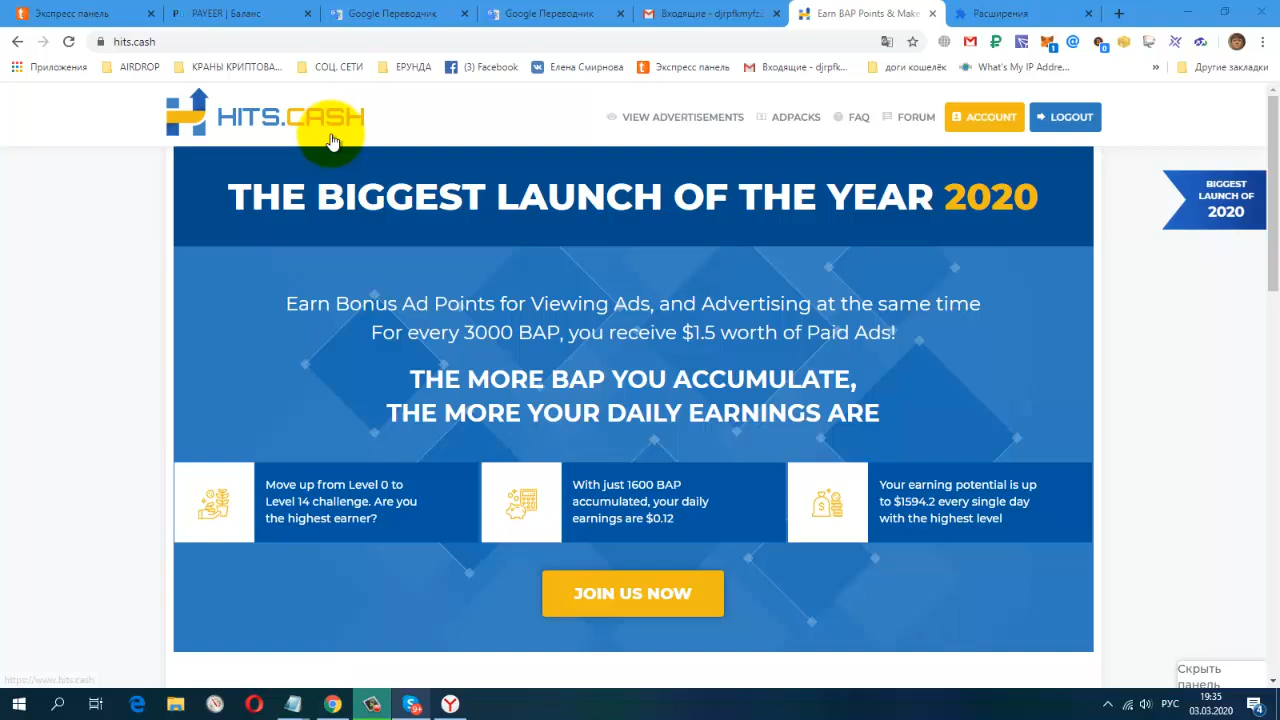 Экспресс панель
PAYEER | Баланс
Google Переводчик
Google Переводчик
Входящие - djrpfkmyfz
Earn BAP Points & Make
Расширения
hits.cash
Приложения
AIRDROP
КРАНЫ КРИПТОВА...
СОЦ. СЕТИ
ЕРУНДА
(3) Facebook
Елена Смирнова
Экспресс панель
Входящие - djrpfk...
доги кошелёк
What's My IP Addre...
»
Другие закладки
HITS.CASH
VIEW ADVERTISEMENTS
ADPACKS
FAQ
FORUM
ACCOUNT
LOGOUT
THE BIGGEST LAUNCH OF THE YEAR 2020
BIGGEST
LAUNCH OF
2020
Earn Bonus Ad Points for Viewing Ads, and Advertising at the same time
For every 3000 BAP, you receive $1.5 worth of Paid Ads!
THE MORE BAP YOU ACCUMULATE,
THE MORE YOUR DAILY EARNINGS ARE
Move up from Level 0 to
Level 14 challenge. Are you
the highest earner?
With just 1600 BAP
accumulated, your daily
earnings are $0.12
Your earning potential is up
to $1594.2 every single day
with the highest level
JOIN US NOW
https://www.hits.cash
Скрыть
панель
РУС
19:35
03.03.2020